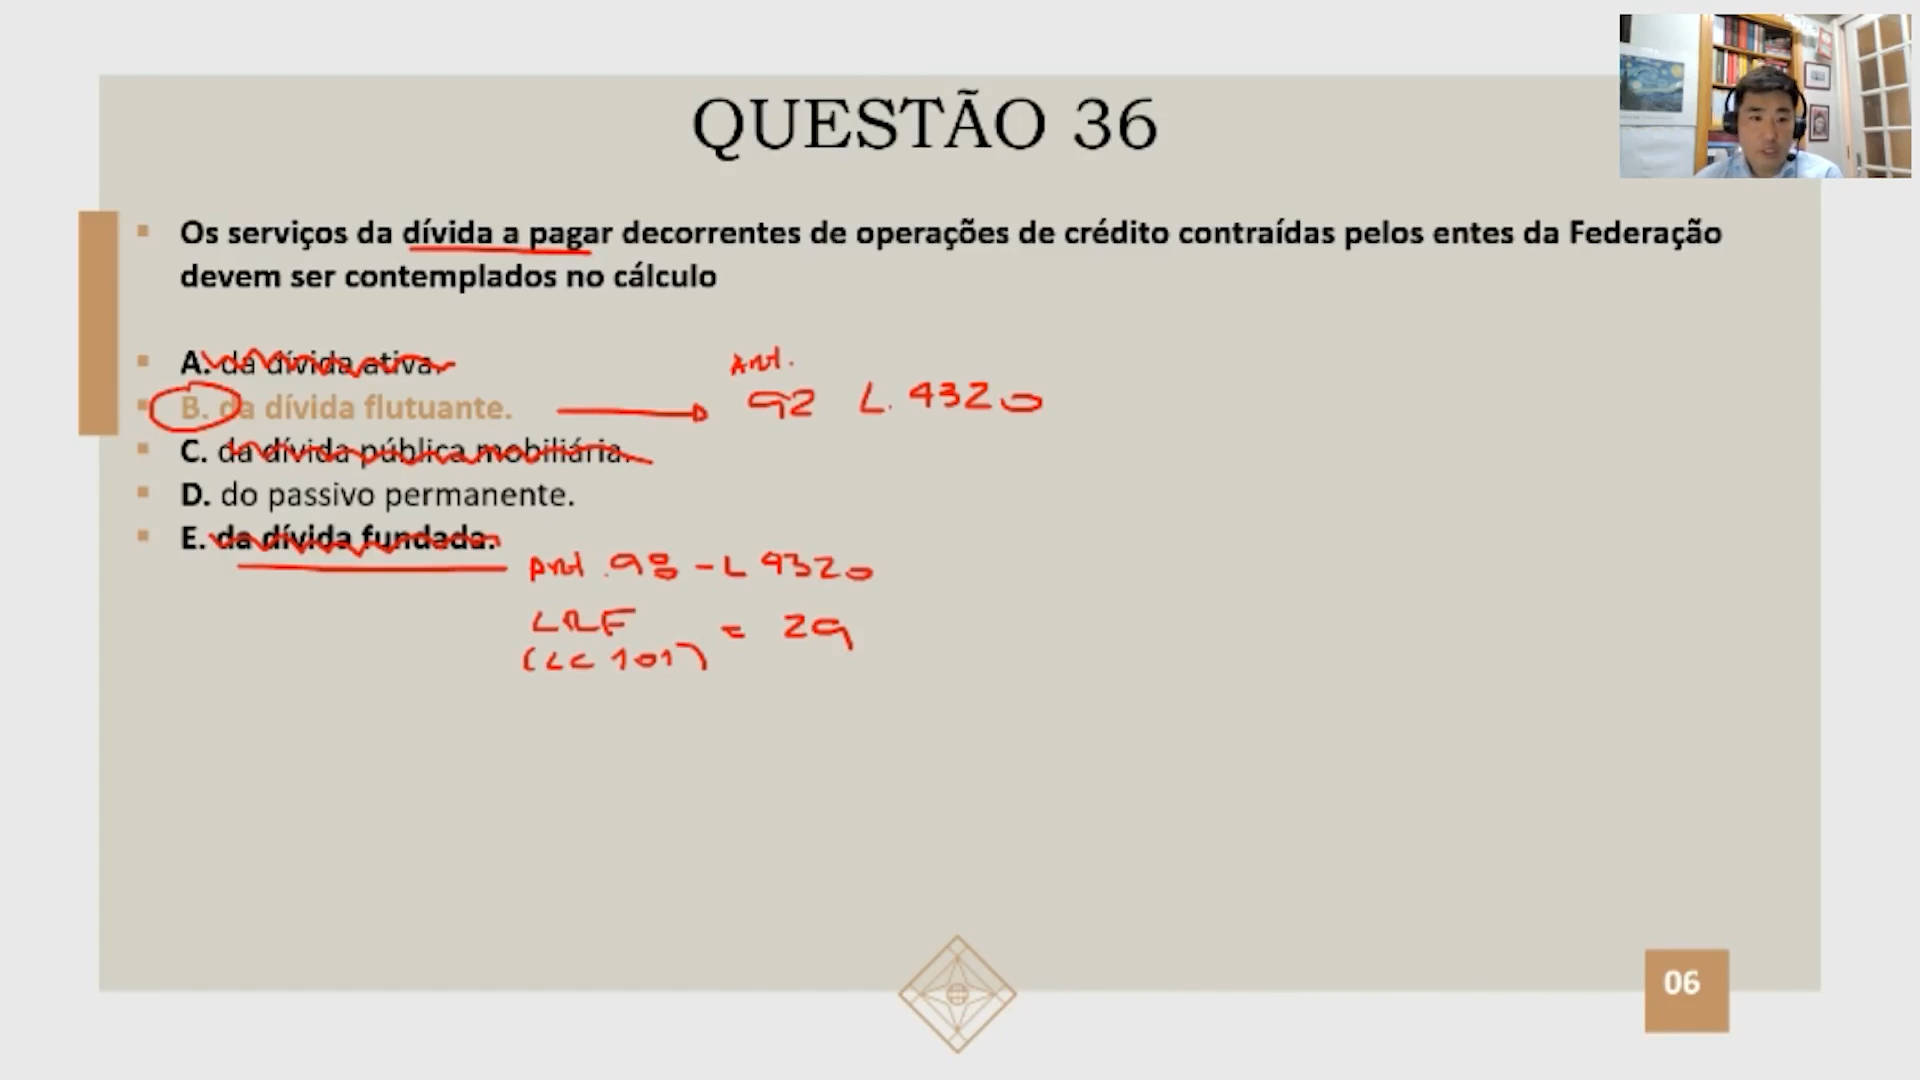 QUESTÃO 36
Os serviços da dívida a pagar decorrentes de operações de crédito contraídas pelos entes da Federação
devem ser contemplados no cálculo
A. da dívida ativa.
Art.
B. da dívida flutuante. 92 L. 4320
C. da dívida pública mobiliária.
D. do passivo permanente.
E. da dívida fundada.
Art. 98 - L 4320
LRF = 29
(LC 101)
06